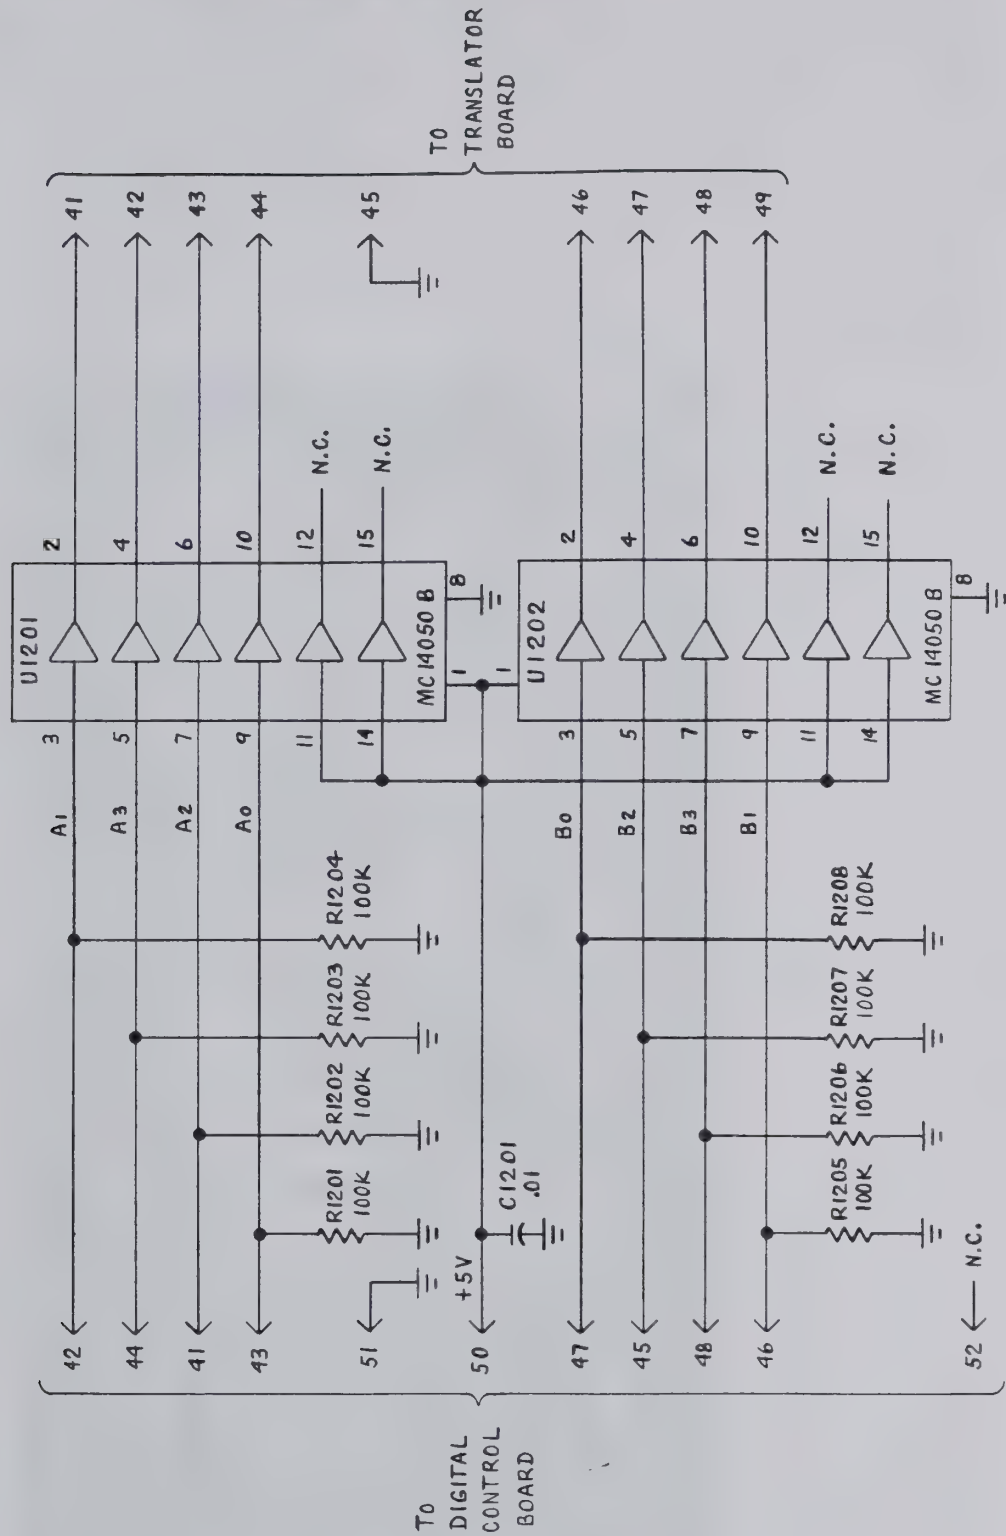 TO
DIGITAL
CONTROL
BOARD
42
44
41
43
51
50
47
45
48
46
52
N.C.
+5V
C1201
.01
R1201
100K
R1202
100K
R1203
100K
R1204
100K
R1205
100K
R1206
100K
R1207
100K
R1208
100K
A1
A3
A2
A0
B0
B2
B3
B1
U1201
3
5
7
9
11
14
2
4
6
10
12
15
N.C.
N.C.
MC14050B
1
8
U1202
1
3
5
7
9
11
14
2
4
6
10
12
15
N.C.
N.C.
MC14050B
8
41
42
43
44
45
46
47
48
49
TO
TRANSLATOR
BOARD